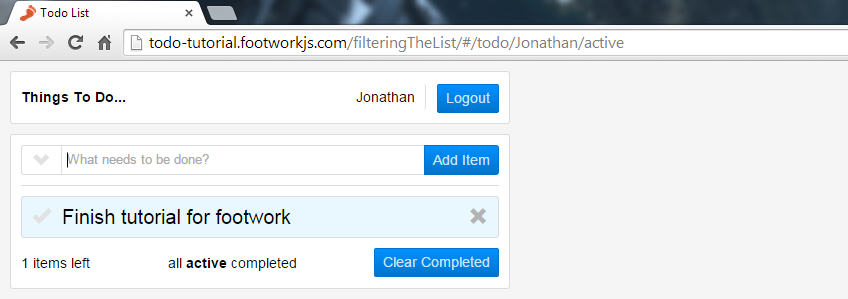 Todo List
todo-tutorial.footworkjs.com/filteringTheList/#/todo/Jonathan/active
Things To Do... Jonathan Logout
What needs to be done? Add Item
Finish tutorial for footwork
1 items left all active completed Clear Completed